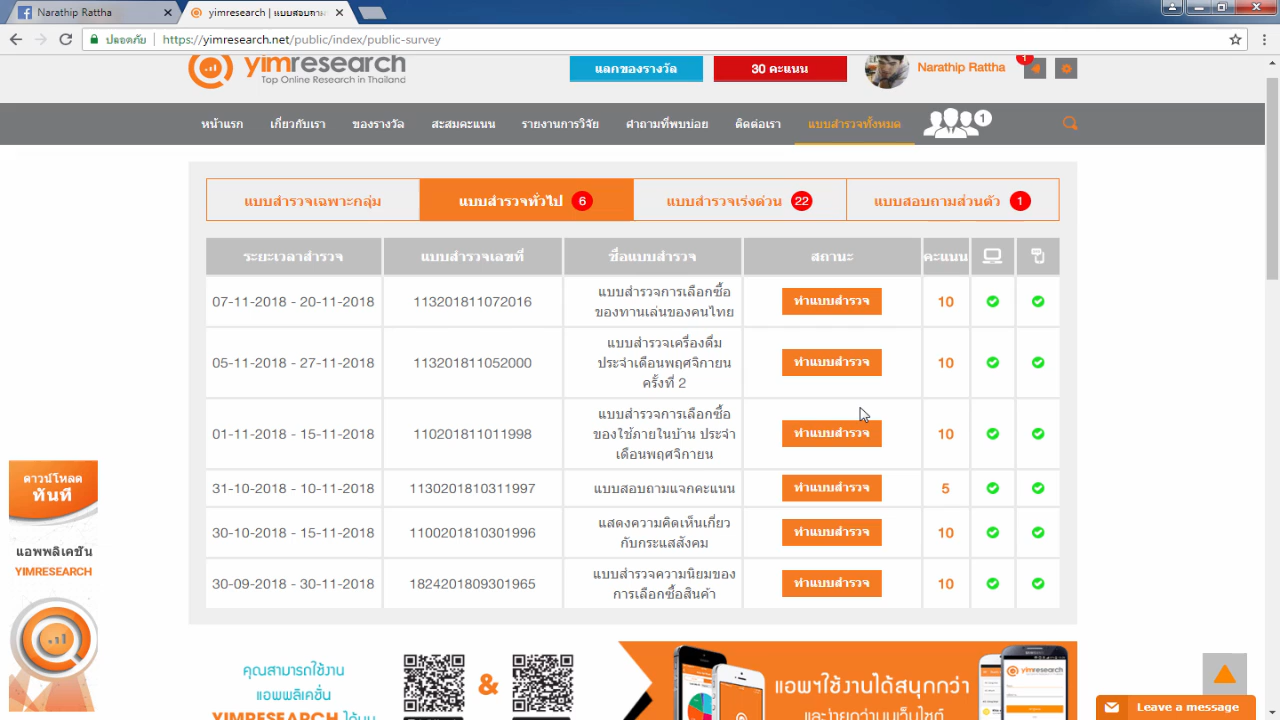 Narathip Rattha
yimresearch | แบบสอบถาม
ปลอดภัย
https://yimresearch.net/public/index/public-survey
yimresearch
Top Online Research in Thailand
แลกของรางวัล
30 คะแนน
Narathip Rattha
1
หน้าแรก
เกี่ยวกับเรา
ของรางวัล
สะสมคะแนน
รายงานการวิจัย
คำถามที่พบบ่อย
ติดต่อเรา
แบบสำรวจทั้งหมด
1
แบบสำรวจเฉพาะกลุ่ม
แบบสำรวจทั่วไป 6
แบบสำรวจเร่งด่วน 22
แบบสอบถามส่วนตัว 1
ระยะเวลาสำรวจ แบบสำรวจเลขที่ ชื่อแบบสำรวจ สถานะ คะแนน
07-11-2018 - 20-11-2018 113201811072016
แบบสำรวจการเลือกซื้อ
ของทานเล่นของคนไทย
ทำแบบสำรวจ 10
05-11-2018 - 27-11-2018 113201811052000
แบบสำรวจเครื่องดื่ม
ประจำเดือนพฤศจิกายน
ครั้งที่ 2
ทำแบบสำรวจ 10
01-11-2018 - 15-11-2018 110201811011998
แบบสำรวจการเลือกซื้อ
ของใช้ภายในบ้าน ประจำ
เดือนพฤศจิกายน
ทำแบบสำรวจ 10
31-10-2018 - 10-11-2018 1130201810311997
แบบสอบถามแจกคะแนน
ทำแบบสำรวจ 5
30-10-2018 - 15-11-2018 1100201810301996
แสดงความคิดเห็นเกี่ยว
กับกระแสสังคม
ทำแบบสำรวจ 10
30-09-2018 - 30-11-2018 1824201809301965
แบบสำรวจความนิยมของ
การเลือกซื้อสินค้า
ทำแบบสำรวจ 10
ดาวน์โหลด
ทันที
แอพพลิเคชัน
YIMRESEARCH
คุณสามารถใช้งาน
แอพพลิเคชั่น
YIMRESEARCH ได้บน
&
แอพฯใช้งานได้สนุกกว่า
และง่ายกว่าบนเว็บไซต์
yimresearch
Leave a message